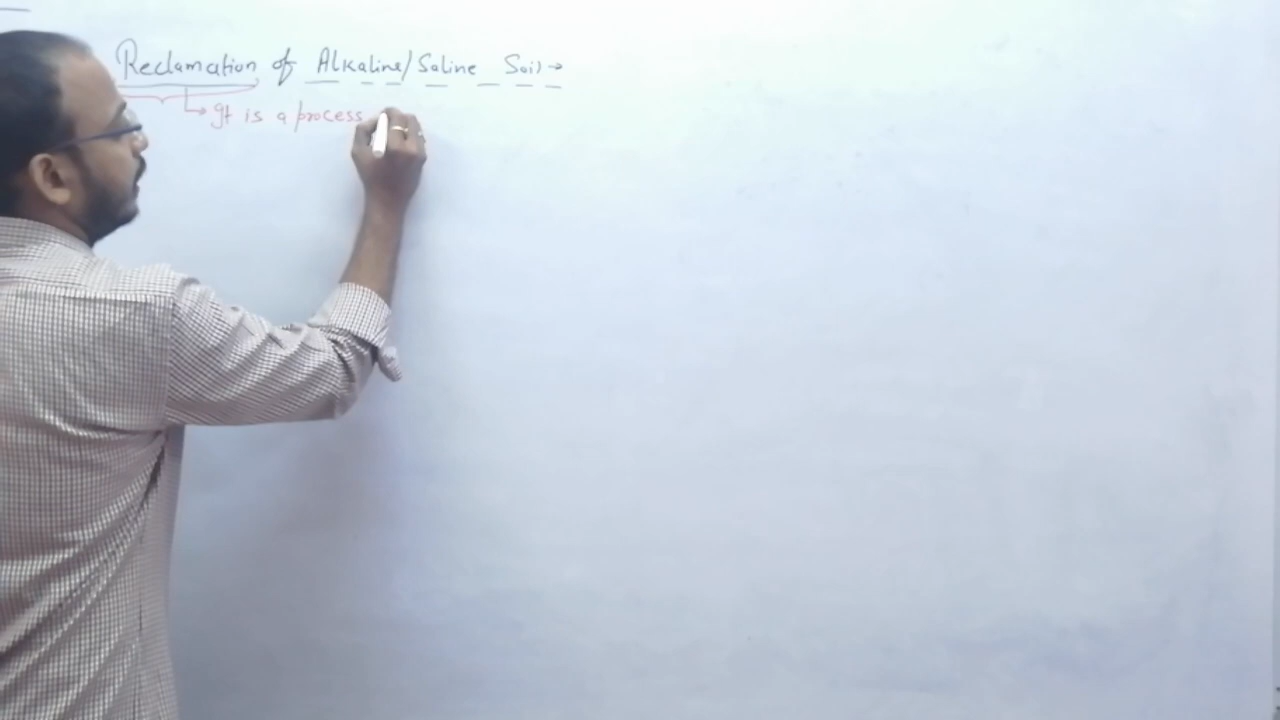 Reclamation of Alkaline/Saline Soil →
→ It is a process